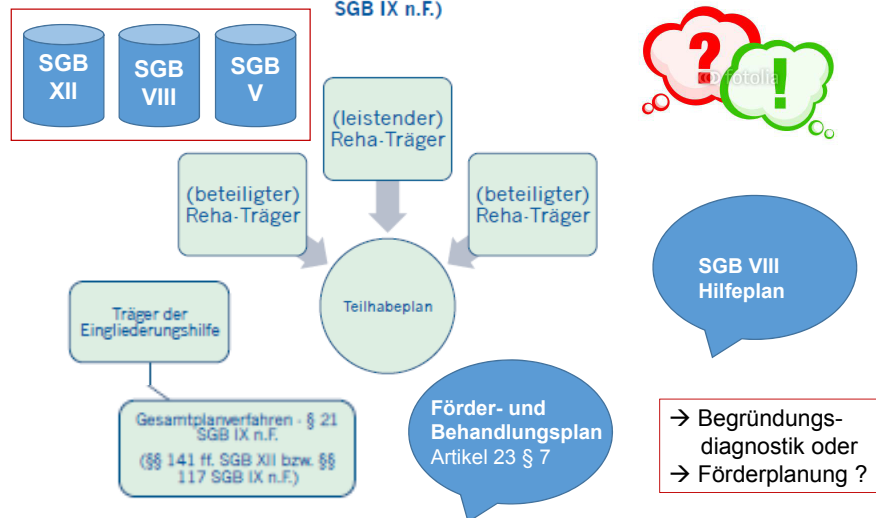 SGB IX n.F.)
SGB
XII
SGB
VIII
SGB
V
?
!
fotolia
(leistender)
Reha-Träger
(beteiligter)
Reha-Träger
(beteiligter)
Reha-Träger
Teilhabeplan
SGB VIII
Hilfeplan
Träger der
Eingliederungshilfe
Gesamtplanverfahren - § 21
SGB IX n.F.
(§§ 141 ff. SGB XII bzw. §§
117 SGB IX n.F.)
Förder- und
Behandlungsplan
Artikel 23 § 7
→ Begründungs-
diagnostik oder
→ Förderplanung ?